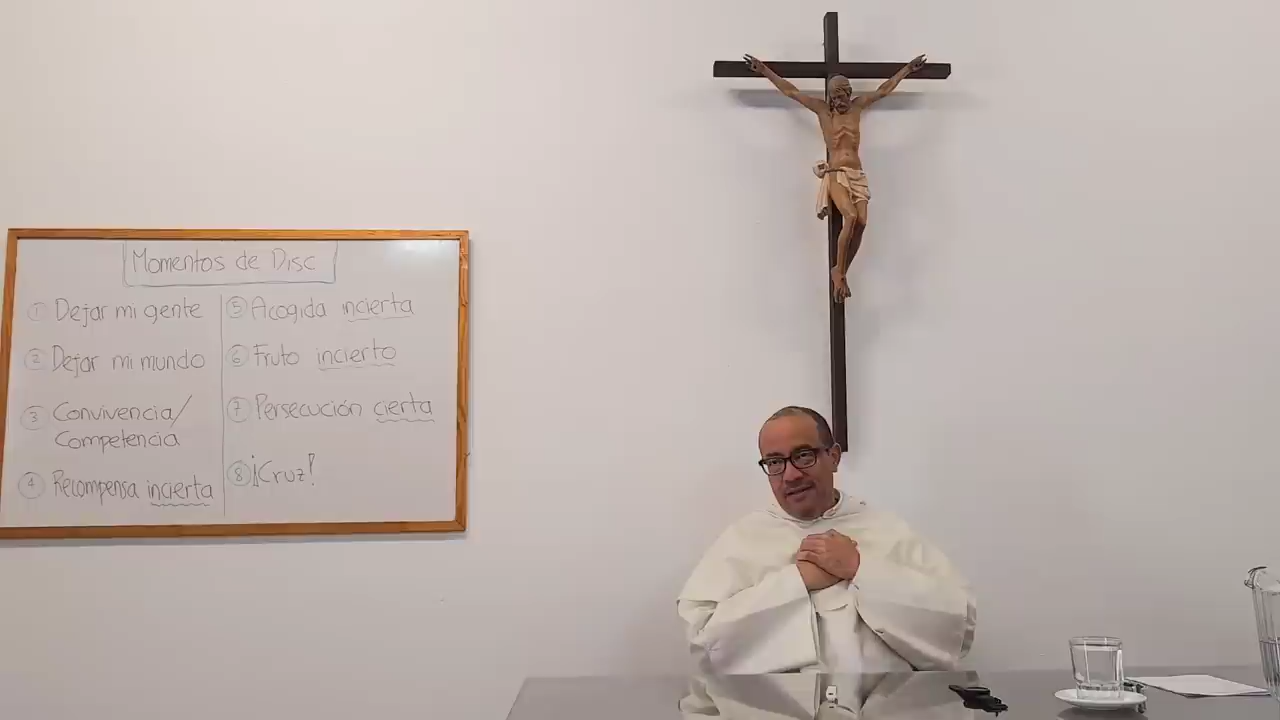 Momentos de Disc
① Dejar mi gente
② Dejar mi mundo
③ Convivencia/
Competencia
④ Recompensa incierta
⑤ Acogida incierta
⑥ Fruto incierto
⑦ Persecución cierta
⑧ ¡Cruz!